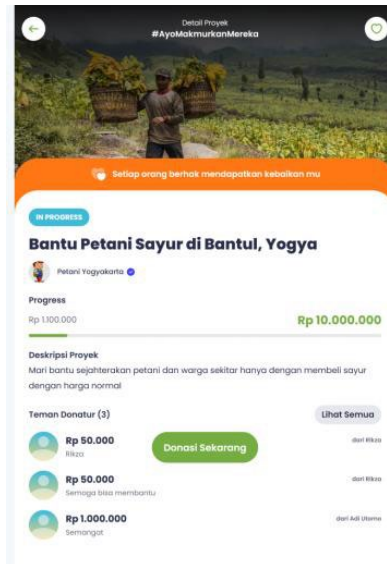 Detail Proyek
#AyoMakmurkanMereka
Setiap orang berhak mendapatkan kebaikan mu
IN PROGRESS
Bantu Petani Sayur di Bantul, Yogya
Petani Yogyakarta
Progress
Rp 1.100.000
Rp 10.000.000
Deskripsi Proyek
Mari bantu sejahterakan petani dan warga sekitar hanya dengan membeli sayur
dengan harga normal
Teman Donatur (3)
Lihat Semua
Rp 50.000
dari Rikza
Rikza
Donasi Sekarang
Rp 50.000
dari Rikza
Semoga bisa membantu
Rp 1.000.000
dari Adi Utomo
Semangat